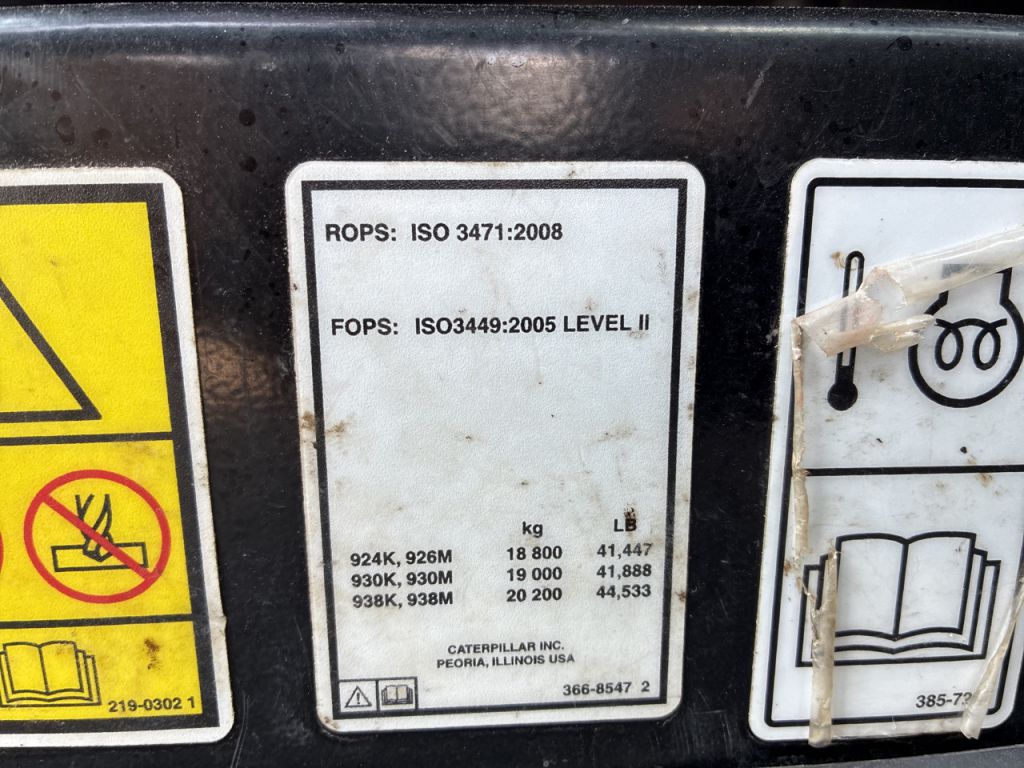 ROPS: ISO 3471:2008
FOPS: ISO3449:2005 LEVEL II
kg LB
924K, 926M 18 800 41,447
930K, 930M 19 000 41,888
938K, 938M 20 200 44,533
CATERPILLAR INC.
PEORIA, ILLINOIS USA
366-8547 2
219-0302 1